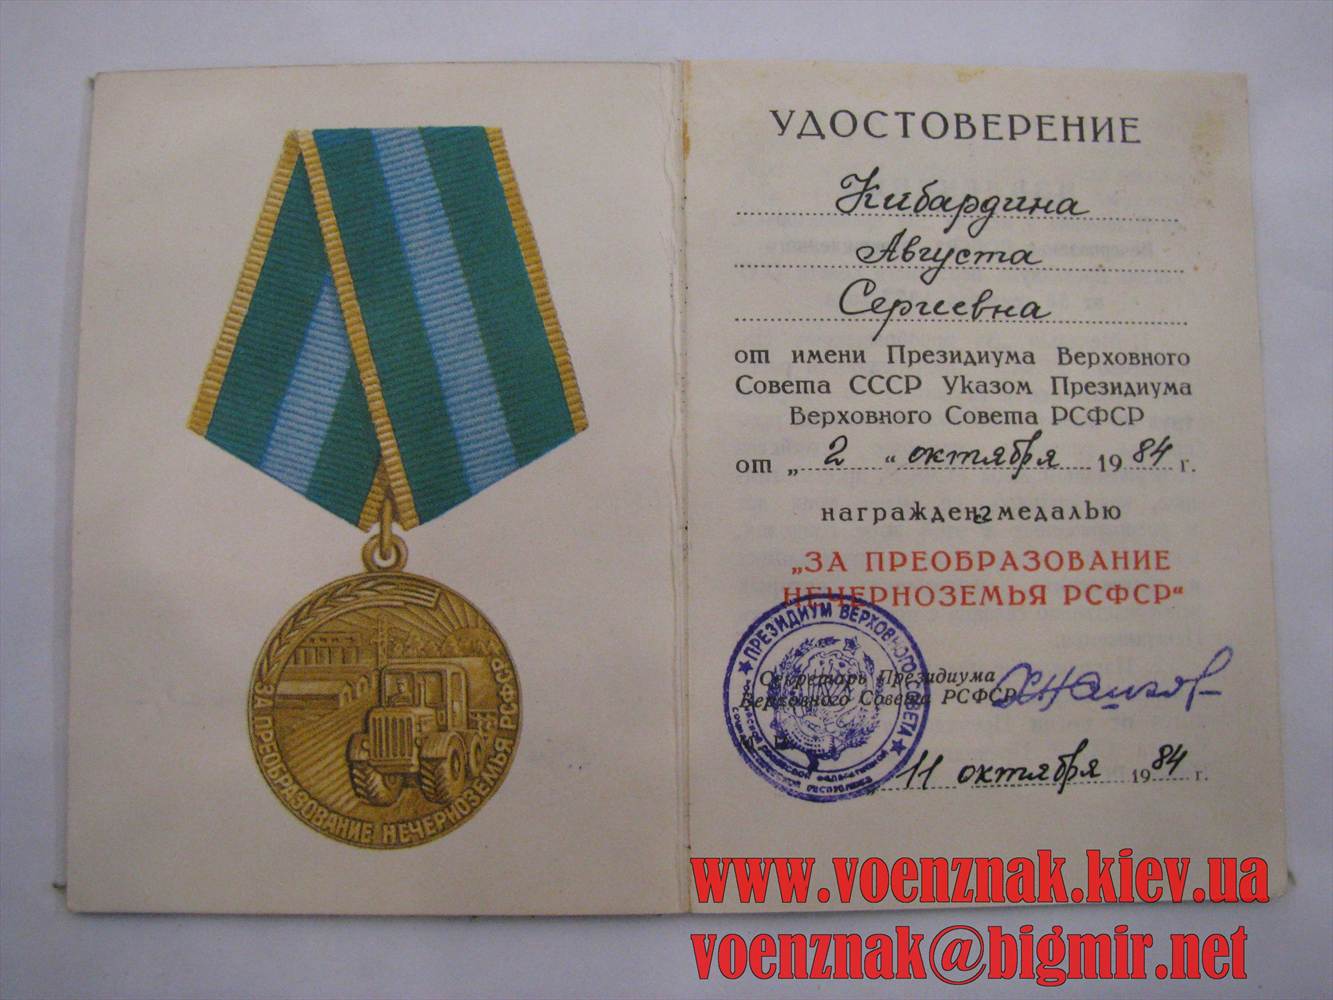 ЗА ПРЕОБРАЗОВАНИЕ НЕЧЕРНОЗЕМЬЯ РСФСР
УДОСТОВЕРЕНИЕ
Кибардина
Августа
Сергеевна
от имени Президиума Верховного
Совета СССР Указом Президиума
Верховного Совета РСФСР
от „ 2 “ октября 1984 г.
награждена медалью
„ЗА ПРЕОБРАЗОВАНИЕ
НЕЧЕРНОЗЕМЬЯ РСФСР“
Секретарь Президиума
Верховного Совета РСФСР
ПРЕЗИДИУМ ВЕРХОВНОГО СОВЕТА
„ 11 октября 1984 г.
www.voenznak.kiev.ua
voenznak@bigmir.net